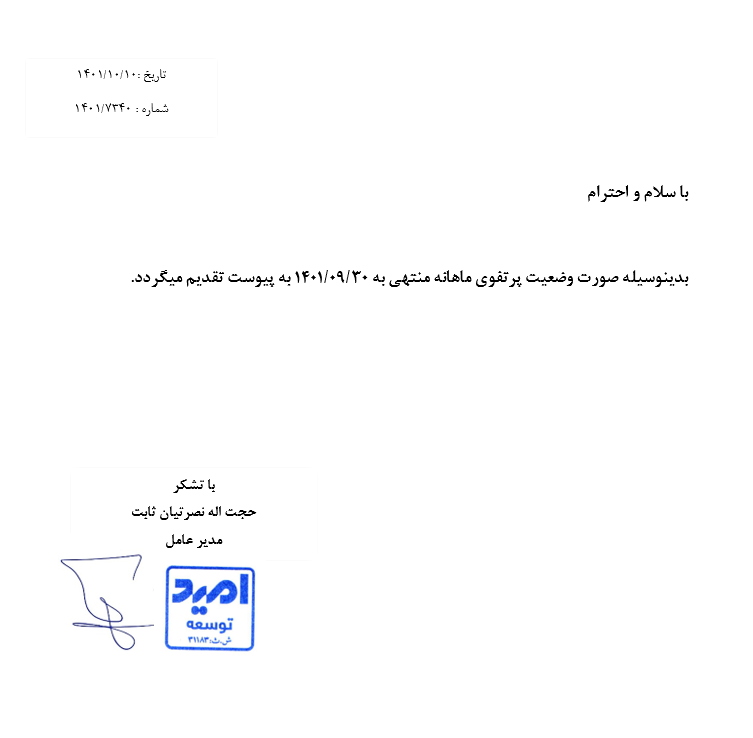 تاریخ :۱۴۰۱/۱۰/۱۰
شماره : ۱۴۰۱/۷۳۴۰
با سلام و احترام
بدینوسیله صورت وضعیت پرتفوی ماهانه منتهی به ۱۴۰۱/۰۹/۳۰ به پیوست تقدیم میگردد.
با تشکر
حجت اله نصرتیان ثابت
مدیر عامل
امید
توسعه
ش.ث:۳۱۱۸۳